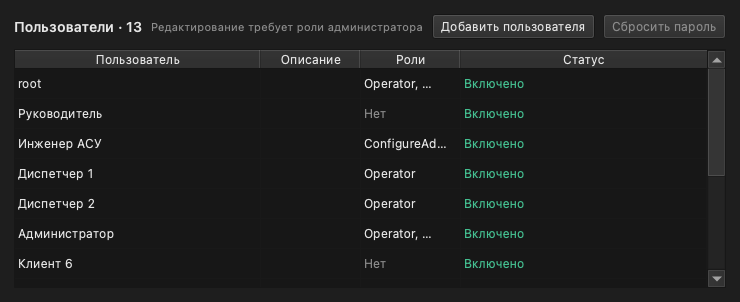 Пользователи · 13 Редактирование требует роли администратора Добавить пользователя Сбросить пароль
Пользователь Описание Роли Статус
root Operator, ... Включено
Руководитель Нет Включено
Инженер АСУ ConfigureAd... Включено
Диспетчер 1 Operator Включено
Диспетчер 2 Operator Включено
Администратор Operator, ... Включено
Клиент 6 Нет Включено